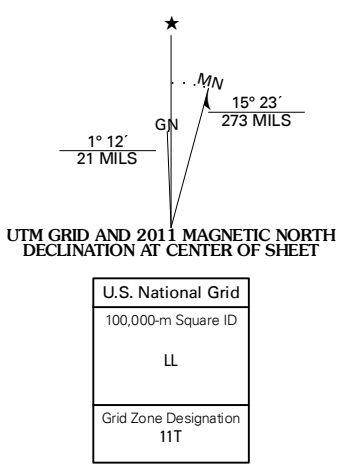 ★
MN
15° 23´
273 MILS
GN
1° 12´
21 MILS
UTM GRID AND 2011 MAGNETIC NORTH
DECLINATION AT CENTER OF SHEET
U.S. National Grid
100,000-m Square ID
LL
Grid Zone Designation
11T